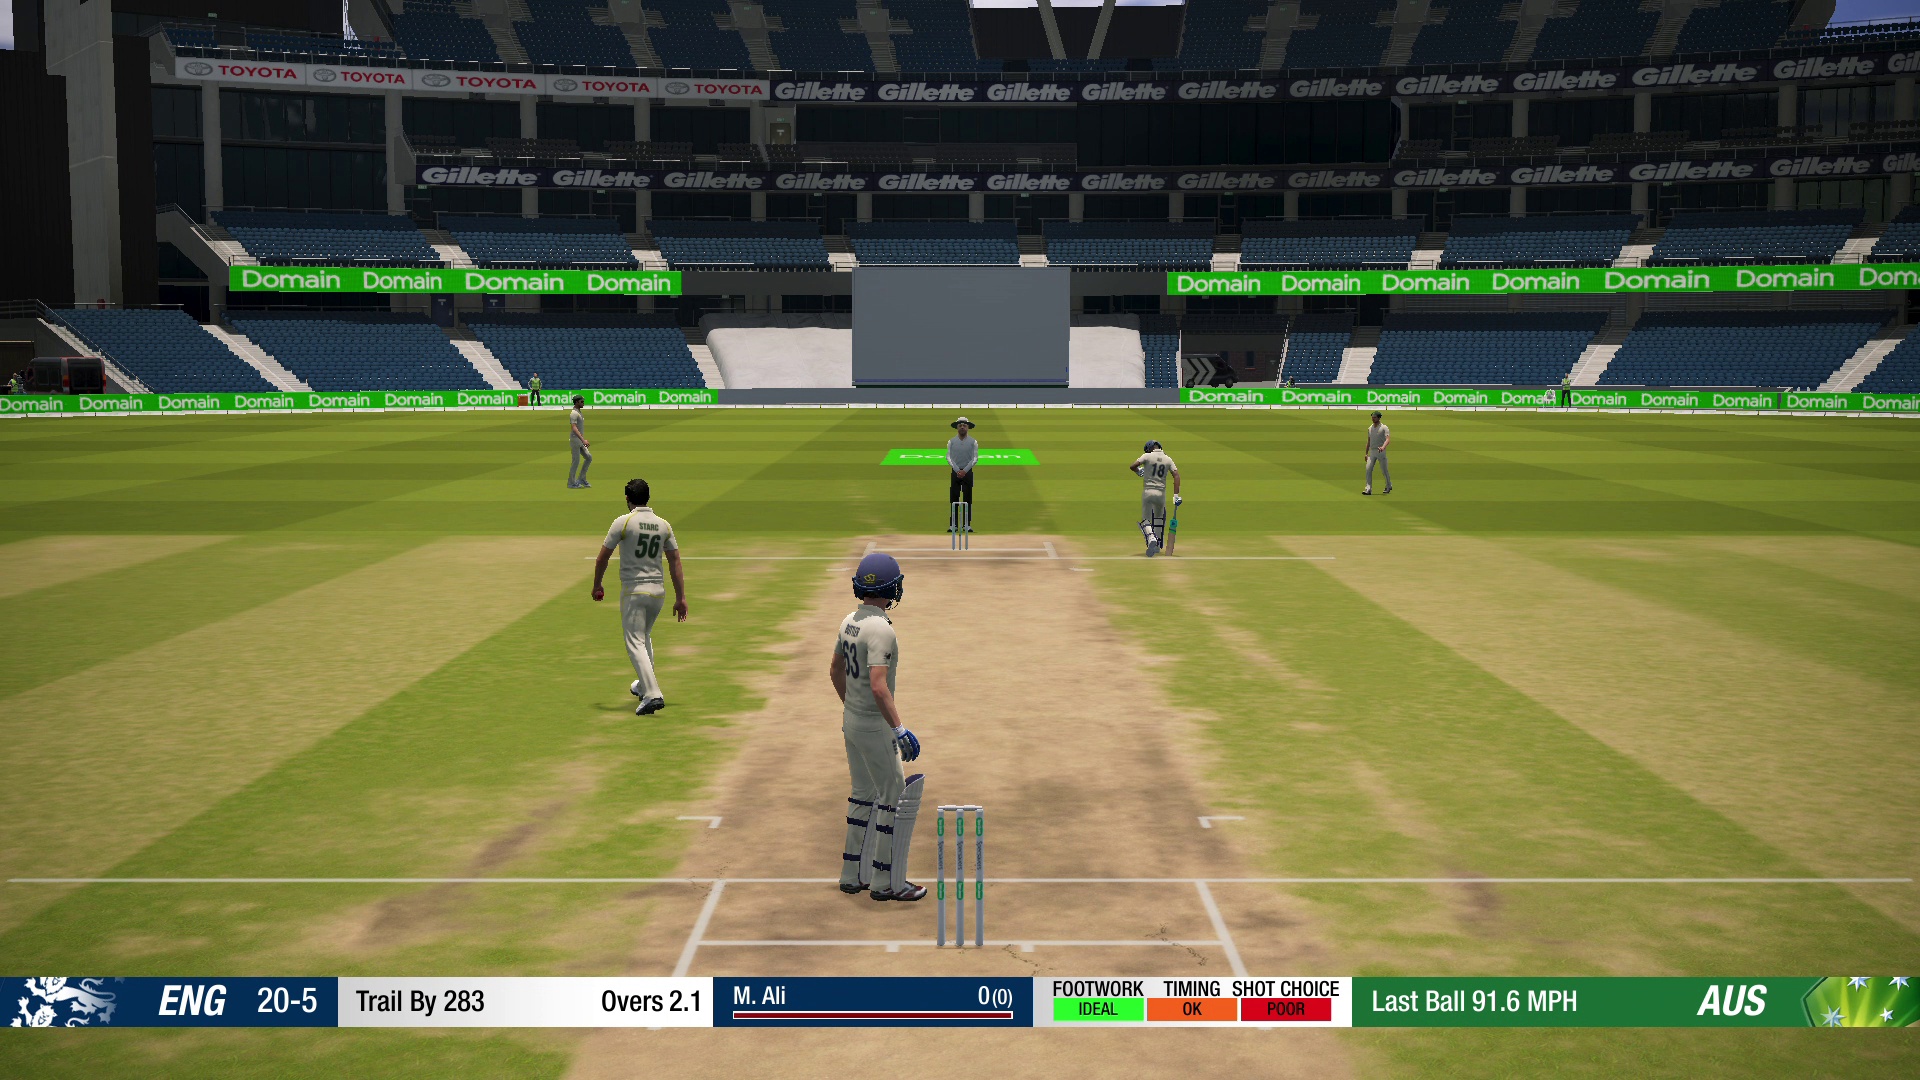 TOYOTA TOYOTA TOYOTA TOYOTA TOYOTA Gillette Gillette Gillette Gillette Gillette Gillette Gillette Gillette Gillette Gillette
Gillette Gillette Gillette Gillette Gillette Gillette Gillette Gillette Gillette Gillette Gillette Gillette Gillette
Domain Domain Domain Domain Domain Domain Domain Domain Domain Domain Dom
Domain Domain Domain Domain Domain Domain Domain Domain Domain Domain Domain Domain Domain Domain Domain Domain Domain Domain
18
STARC
56
63
ENG 20-5 Trail By 283 Overs 2.1 M. Ali 0 (0) FOOTWORK TIMING SHOT CHOICE Last Ball 91.6 MPH AUS
IDEAL OK POOR